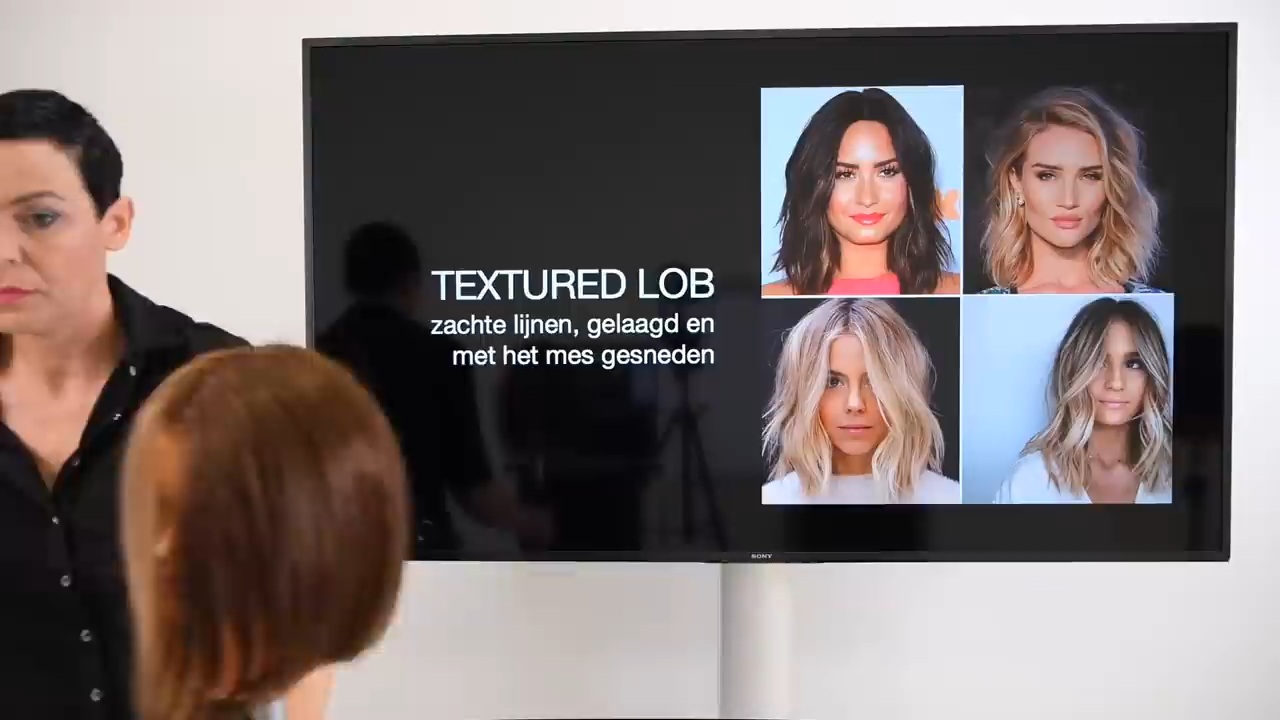 TEXTURED LOB
zachte lijnen, gelaagd en
met het mes gesneden
SONY